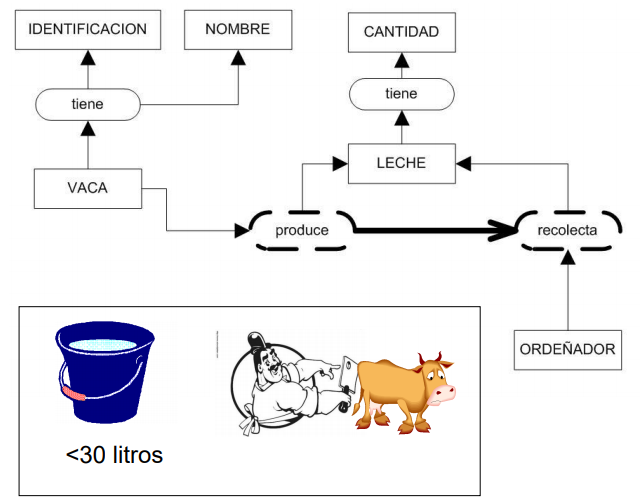 IDENTIFICACION
NOMBRE
CANTIDAD
tiene
tiene
LECHE
VACA
produce
recolecta
ORDEÑADOR
<30 litros